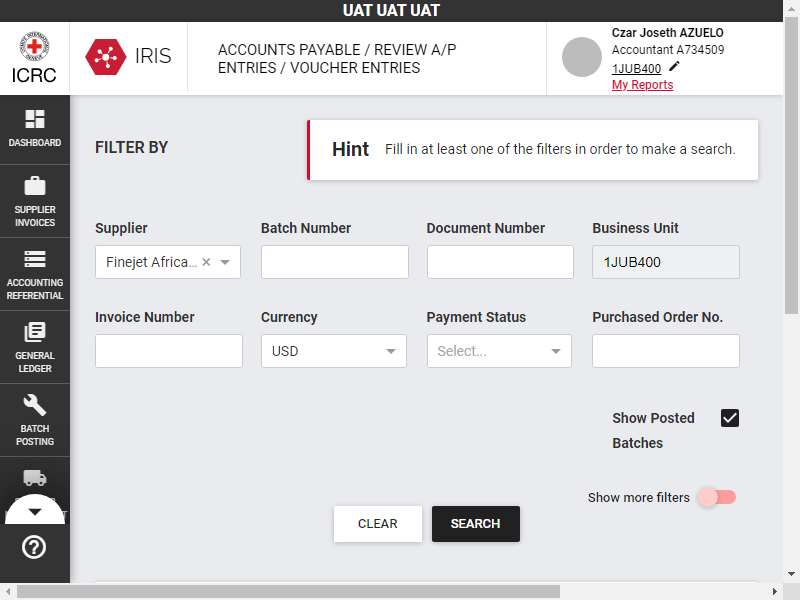 UAT UAT UAT
ICRC
IRIS
ACCOUNTS PAYABLE / REVIEW A/P
ENTRIES / VOUCHER ENTRIES
Czar Joseth AZUELO
Accountant A734509
1JUB400
My Reports
DASHBOARD
SUPPLIER
INVOICES
ACCOUNTING
REFERENTIAL
GENERAL
LEDGER
BATCH
POSTING
FILTER BY
Hint Fill in at least one of the filters in order to make a search.
Supplier Batch Number Document Number Business Unit
Finejet Africa... 1JUB400
Invoice Number Currency Payment Status Purchased Order No.
USD Select...
Show Posted
Batches
Show more filters
CLEAR SEARCH